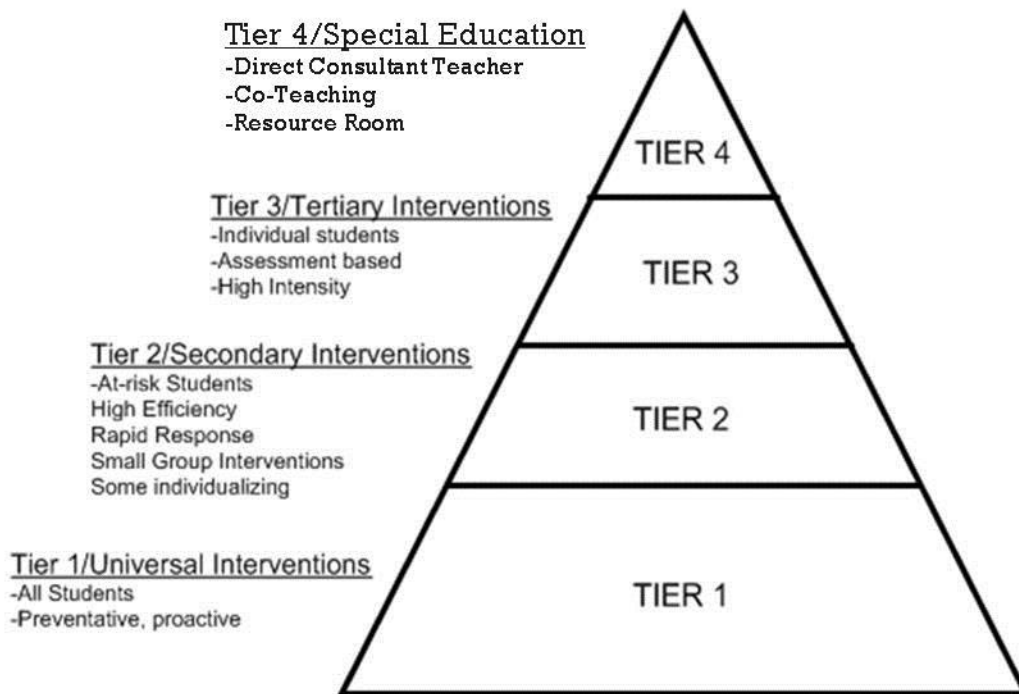 Tier 4/Special Education
-Direct Consultant Teacher
-Co-Teaching
-Resource Room
TIER 4
Tier 3/Tertiary Interventions
-Individual students
-Assessment based
-High Intensity
TIER 3
Tier 2/Secondary Interventions
-At-risk Students
High Efficiency
Rapid Response
Small Group Interventions
Some individualizing
TIER 2
Tier 1/Universal Interventions
-All Students
-Preventative, proactive
TIER 1